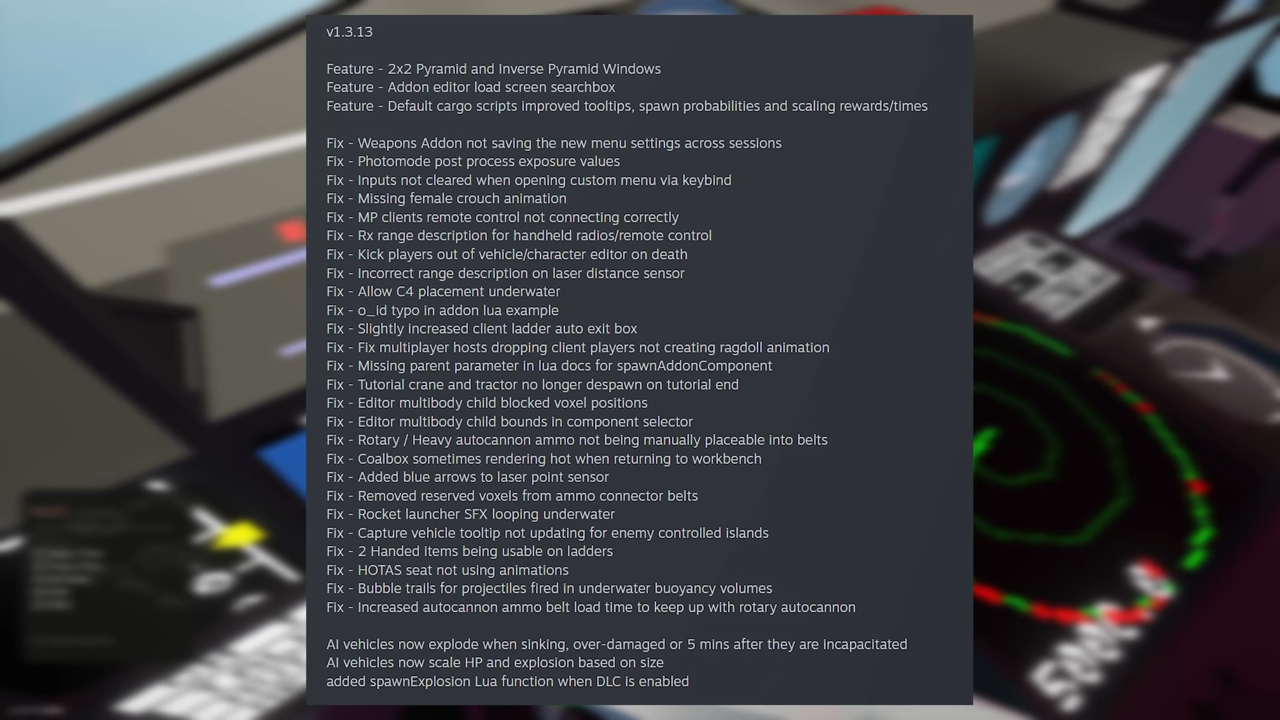 v1.3.13
Feature - 2x2 Pyramid and Inverse Pyramid Windows
Feature - Addon editor load screen searchbox
Feature - Default cargo scripts improved tooltips, spawn probabilities and scaling rewards/times
Fix - Weapons Addon not saving the new menu settings across sessions
Fix - Photomode post process exposure values
Fix - Inputs not cleared when opening custom menu via keybind
Fix - Missing female crouch animation
Fix - MP clients remote control not connecting correctly
Fix - Rx range description for handheld radios/remote control
Fix - Kick players out of vehicle/character editor on death
Fix - Incorrect range description on laser distance sensor
Fix - Allow C4 placement underwater
Fix - o_id typo in addon lua example
Fix - Slightly increased client ladder auto exit box
Fix - Fix multiplayer hosts dropping client players not creating ragdoll animation
Fix - Missing parent parameter in lua docs for spawnAddonComponent
Fix - Tutorial crane and tractor no longer despawn on tutorial end
Fix - Editor multibody child blocked voxel positions
Fix - Editor multibody child bounds in component selector
Fix - Rotary / Heavy autocannon ammo not being manually placeable into belts
Fix - Coalbox sometimes rendering hot when returning to workbench
Fix - Added blue arrows to laser point sensor
Fix - Removed reserved voxels from ammo connector belts
Fix - Rocket launcher SFX looping underwater
Fix - Capture vehicle tooltip not updating for enemy controlled islands
Fix - 2 Handed items being usable on ladders
Fix - HOTAS seat not using animations
Fix - Bubble trails for projectiles fired in underwater buoyancy volumes
Fix - Increased autocannon ammo belt load time to keep up with rotary autocannon
AI vehicles now explode when sinking, over-damaged or 5 mins after they are incapacitated
AI vehicles now scale HP and explosion based on size
added spawnExplosion Lua function when DLC is enabled